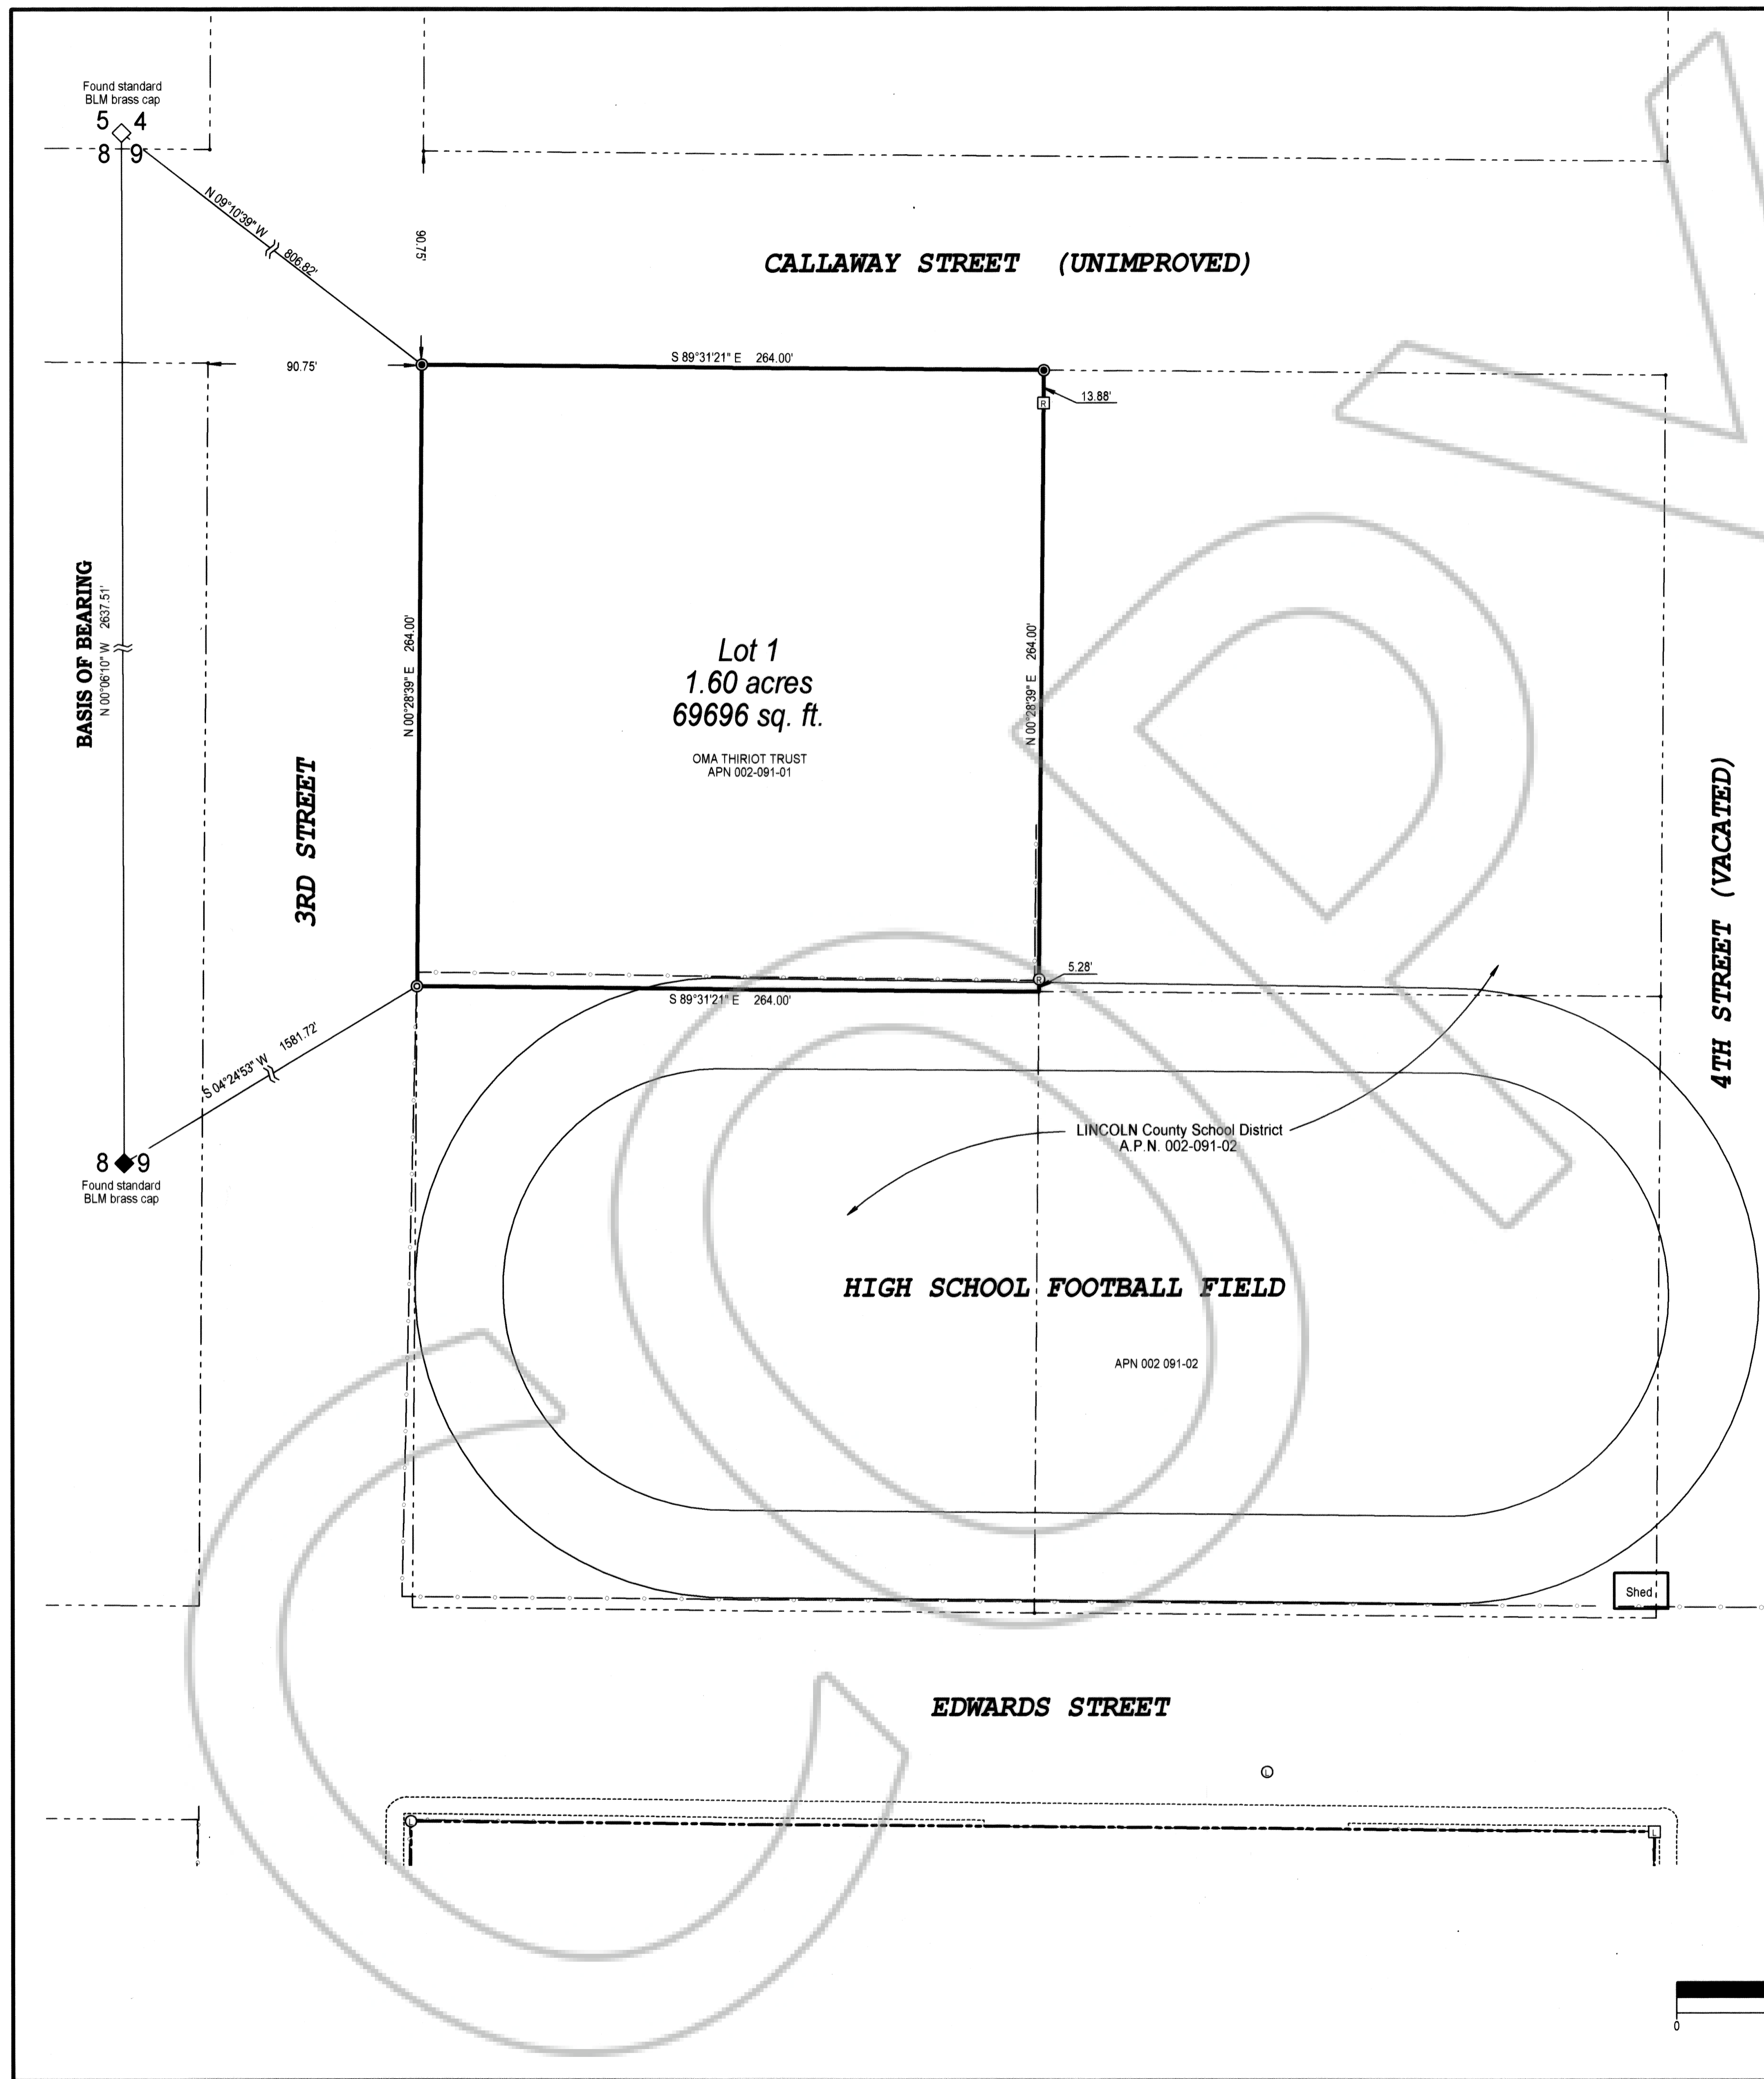 Found standard
BLM brass cap
5 4
8 9
N 09°10'39" W 806.82'
90.75'
CALLAWAY STREET (UNIMPROVED)
90.75'
S 89°31'21" E 264.00'
13.88'
R
BASIS OF BEARING
N 00°06'10" W 2637.51'
N 00°28'39" E 264.00'
Lot 1
1.60 acres
69696 sq. ft.
OMA THIRIOT TRUST
APN 002-091-01
N 00°28'39" E 264.00'
3RD STREET
4TH STREET (VACATED)
R
5.28'
S 89°31'21" E 264.00'
S 04°24'53" W 1581.72'
8 9
Found standard
BLM brass cap
LINCOLN County School District
A.P.N. 002-091-02
HIGH SCHOOL FOOTBALL FIELD
APN 002 091-02
Shed
EDWARDS STREET
L
L
L
0
COPY